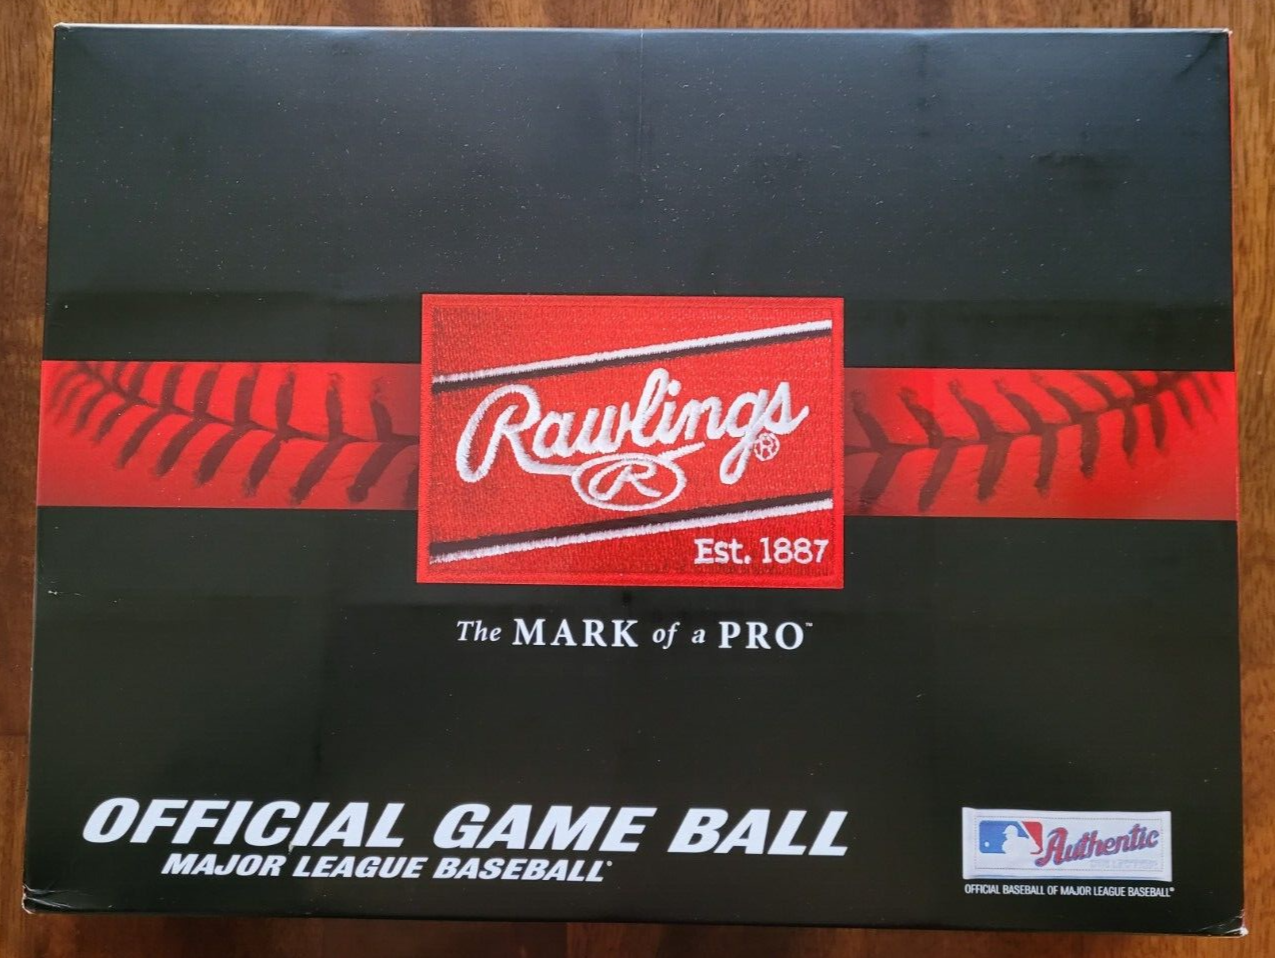 Rawlings®
R
Est. 1887
The MARK of a PRO™
OFFICIAL GAME BALL
MAJOR LEAGUE BASEBALL®
Authentic
OFFICIAL BASEBALL OF MAJOR LEAGUE BASEBALL®